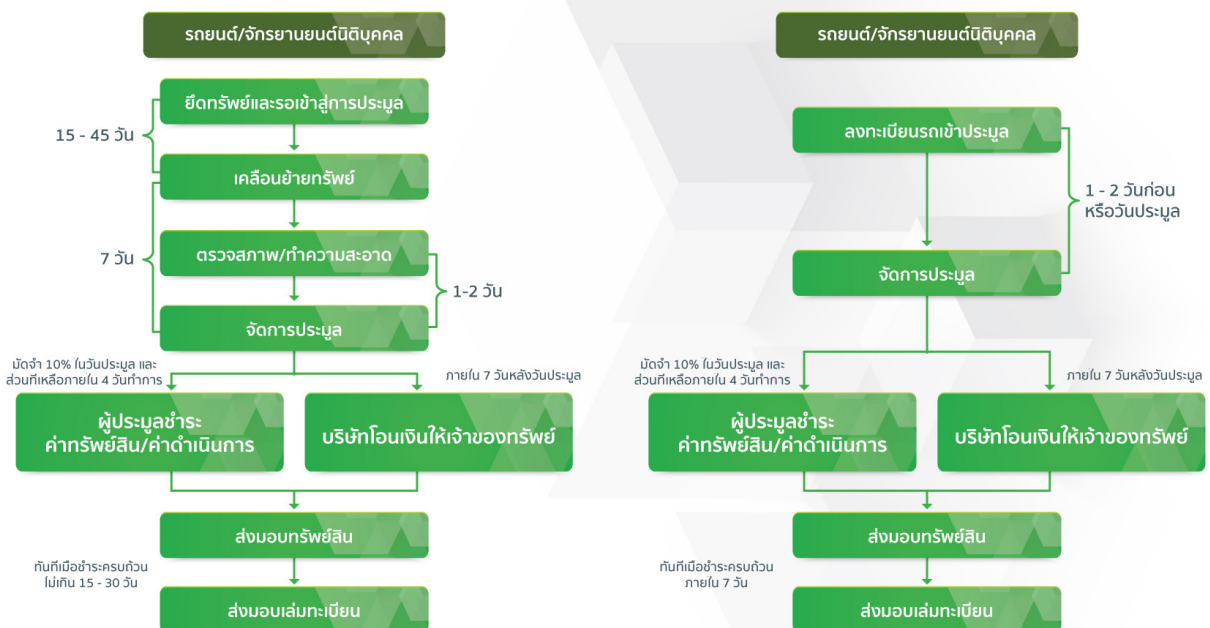 รถยนต์/จักรยานยนต์นิติบุคคล
ยึดทรัพย์และรอเข้าสู่การประมูล
15 - 45 วัน
เคลื่อนย้ายทรัพย์
7 วัน
ตรวจสภาพ/ทำความสะอาด
1-2 วัน
จัดการประมูล
มัดจำ 10% ในวันประมูล และ
ส่วนที่เหลือภายใน 4 วันทำการ
ภายใน 7 วันหลังวันประมูล
ผู้ประมูลชำระ
ค่าทรัพย์สิน/ค่าดำเนินการ
บริษัทโอนเงินให้เจ้าของทรัพย์
ส่งมอบทรัพย์สิน
ทันทีเมื่อชำระครบถ้วน
ไม่เกิน 15 - 30 วัน
ส่งมอบเล่มทะเบียน
รถยนต์/จักรยานยนต์นิติบุคคล
ลงทะเบียนรถเข้าประมูล
1 - 2 วันก่อน
หรือวันประมูล
จัดการประมูล
มัดจำ 10% ในวันประมูล และ
ส่วนที่เหลือภายใน 4 วันทำการ
ภายใน 7 วันหลังวันประมูล
ผู้ประมูลชำระ
ค่าทรัพย์สิน/ค่าดำเนินการ
บริษัทโอนเงินให้เจ้าของทรัพย์
ส่งมอบทรัพย์สิน
ทันทีเมื่อชำระครบถ้วน
ภายใน 7 วัน
ส่งมอบเล่มทะเบียน